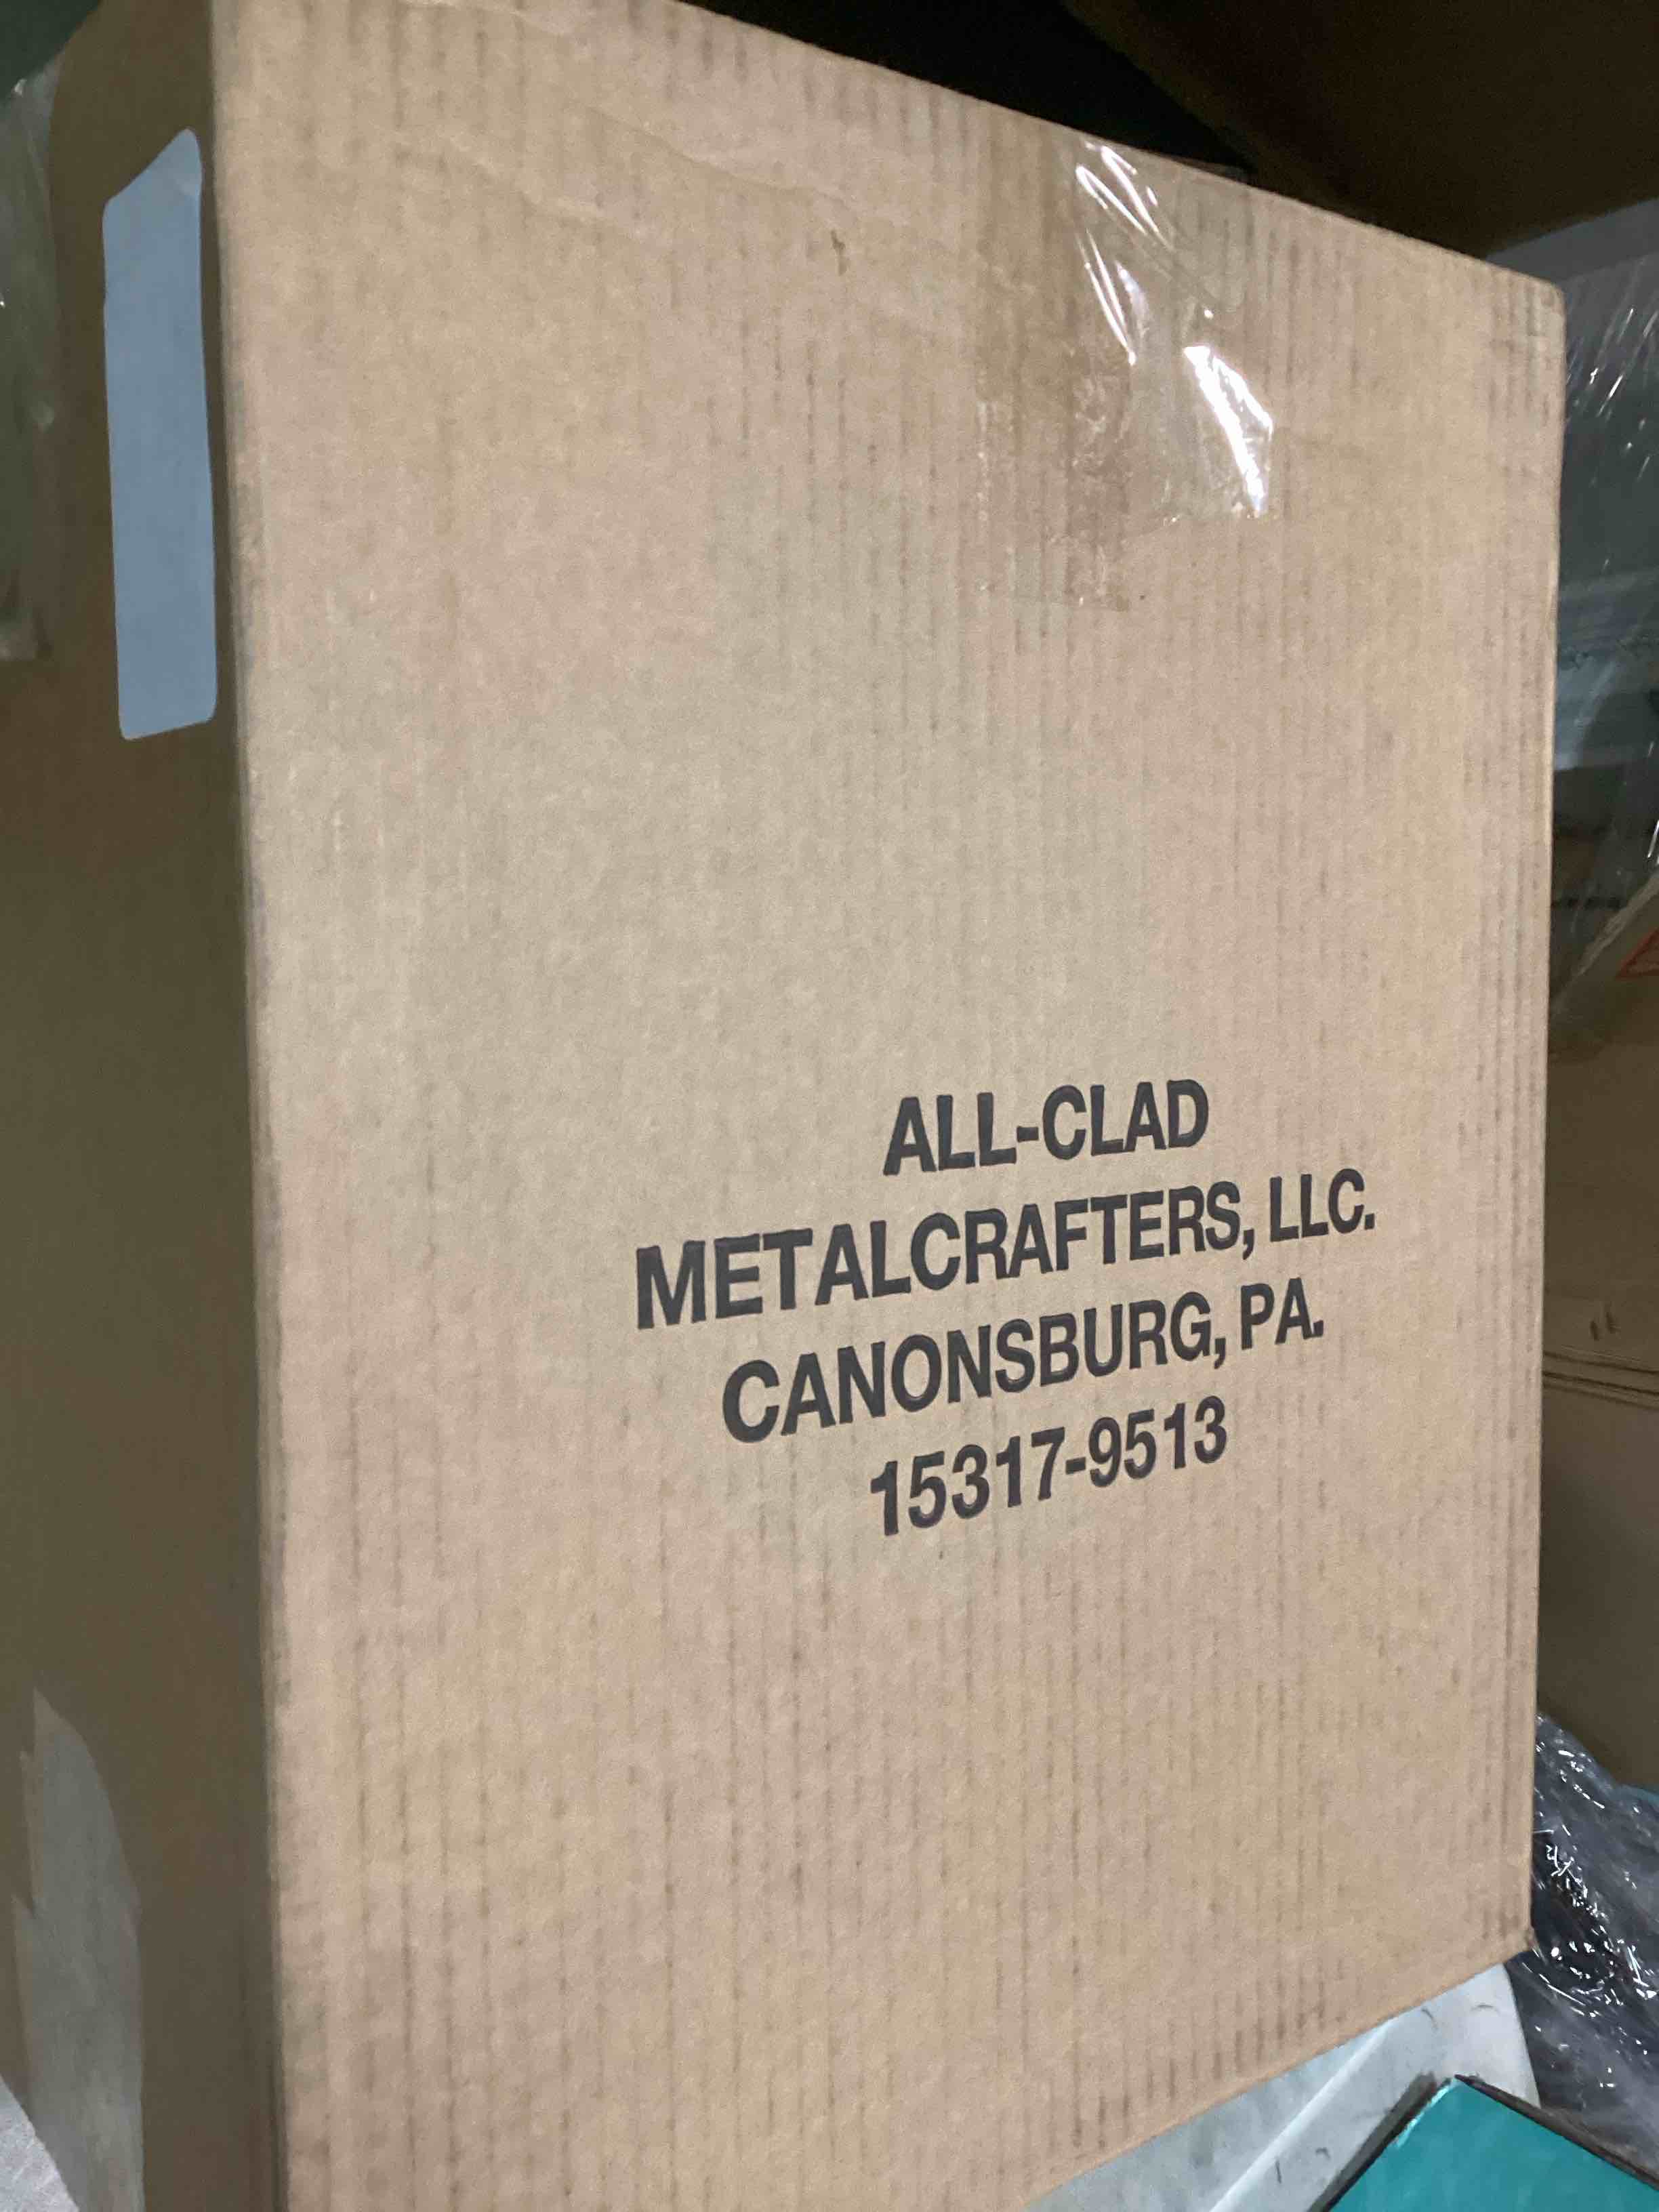 ALL-CLAD
METALCRAFTERS, LLC.
CANONSBURG, PA.
15317-9513